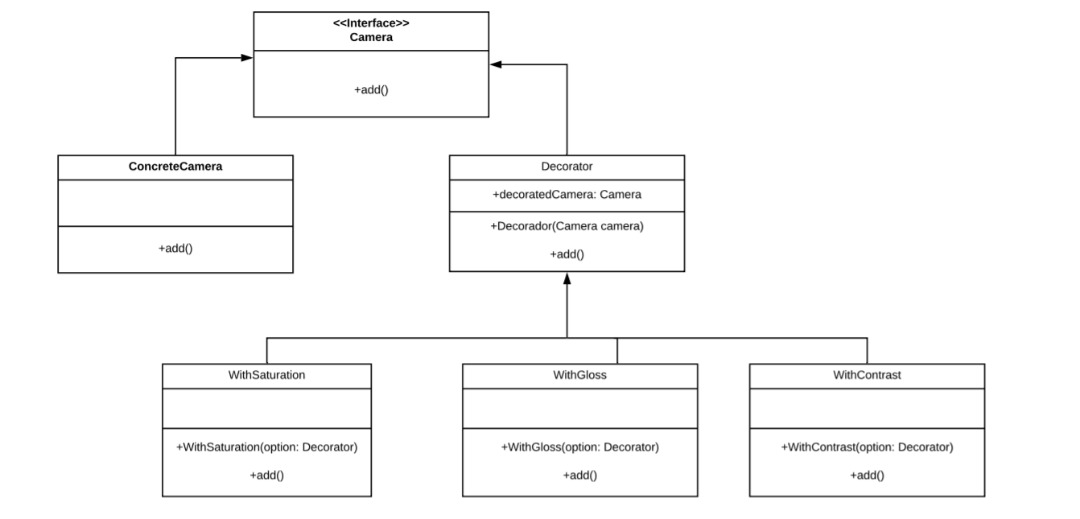 <<Interface>>
Camera
+add()
ConcreteCamera
+add()
Decorator
+decoratedCamera: Camera
+Decorador(Camera camera)
+add()
WithSaturation
+WithSaturation(option: Decorator)
+add()
WithGloss
+WithGloss(option: Decorator)
+add()
WithContrast
+WithContrast(option: Decorator)
+add()